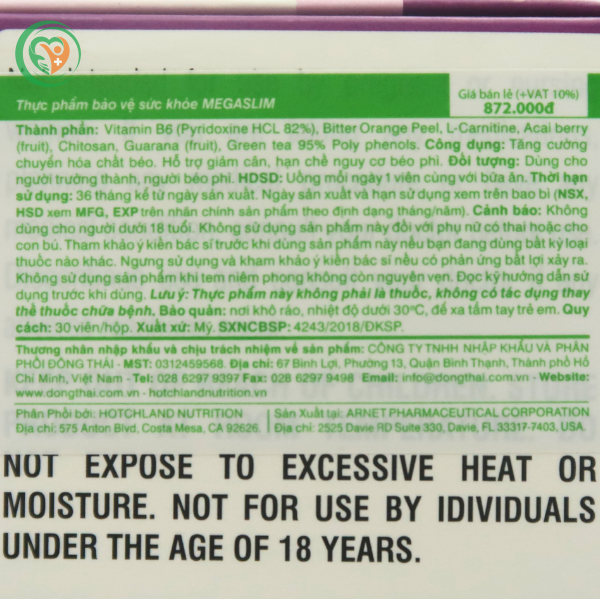 Thực phẩm bảo vệ sức khỏe MEGASLIM
Giá bán lẻ (+VAT 10%)
872.000đ
Thành phần: Vitamin B6 (Pyridoxine HCL 82%), Bitter Orange Peel, L-Carnitine, Acai berry
(fruit), Chitosan, Guarana (fruit), Green tea 95% Poly phenols. Công dụng: Tăng cường
chuyển hóa chất béo. Hỗ trợ giảm cân, hạn chế nguy cơ béo phì. Đối tượng: Dùng cho
người trưởng thành, người béo phì. HDSD: Uống mỗi ngày 1 viên cùng với bữa ăn. Thời hạn
sử dụng: 36 tháng kể từ ngày sản xuất. Ngày sản xuất và hạn sử dụng xem trên bao bì (NSX,
HSD xem MFG, EXP trên nhãn chính sản phẩm theo định dạng tháng/năm). Cảnh báo: Không
dùng cho người dưới 18 tuổi. Không sử dụng sản phẩm này đối với phụ nữ có thai hoặc cho
con bú. Tham khảo ý kiến bác sĩ trước khi dùng sản phẩm này nếu bạn đang dùng bất kỳ loại
thuốc nào khác. Ngưng sử dụng và kham khảo ý kiến bác sĩ nếu có phản ứng bất lợi xảy ra.
Không sử dụng sản phẩm khi tem niêm phong không còn nguyên vẹn. Đọc kỹ hướng dẫn sử
dụng trước khi dùng. Lưu ý: Thực phẩm này không phải là thuốc, không có tác dụng thay
thế thuốc chữa bệnh. Bảo quản: nơi khô ráo, nhiệt độ dưới 30°C, để xa tầm tay trẻ em. Quy
cách: 30 viên/hộp. Xuất xứ: Mỹ. SXNCBSP: 4243/2018/ĐKSP.
Thương nhân nhập khẩu và chịu trách nhiệm về sản phẩm: CÔNG TY TNHH NHẬP KHẨU VÀ PHÂN
PHỐI ĐÔNG THÁI - MST: 0312459568. Địa chỉ: 67 Bình Lợi, Phường 13, Quận Bình Thạnh, Thành phố Hồ
Chí Minh, Việt Nam - Tel: 028 6297 9397 Fax: 028 6297 9498 Email: info@dongthai.com.vn - Website:
www.dongthai.com.vn - hotchlandnutrition.vn
Phân Phối bởi: HOTCHLAND NUTRITION
Địa chỉ: 575 Anton Blvd, Costa Mesa, CA 92626.
Sản Xuất tại: ARNET PHARMACEUTICAL CORPORATION
Địa chỉ: 2525 Davie RD Suite 330, Davie, FL 33317-7403, USA.
NOT EXPOSE TO EXCESSIVE HEAT OR
MOISTURE. NOT FOR USE BY IDIVIDUALS
UNDER THE AGE OF 18 YEARS.